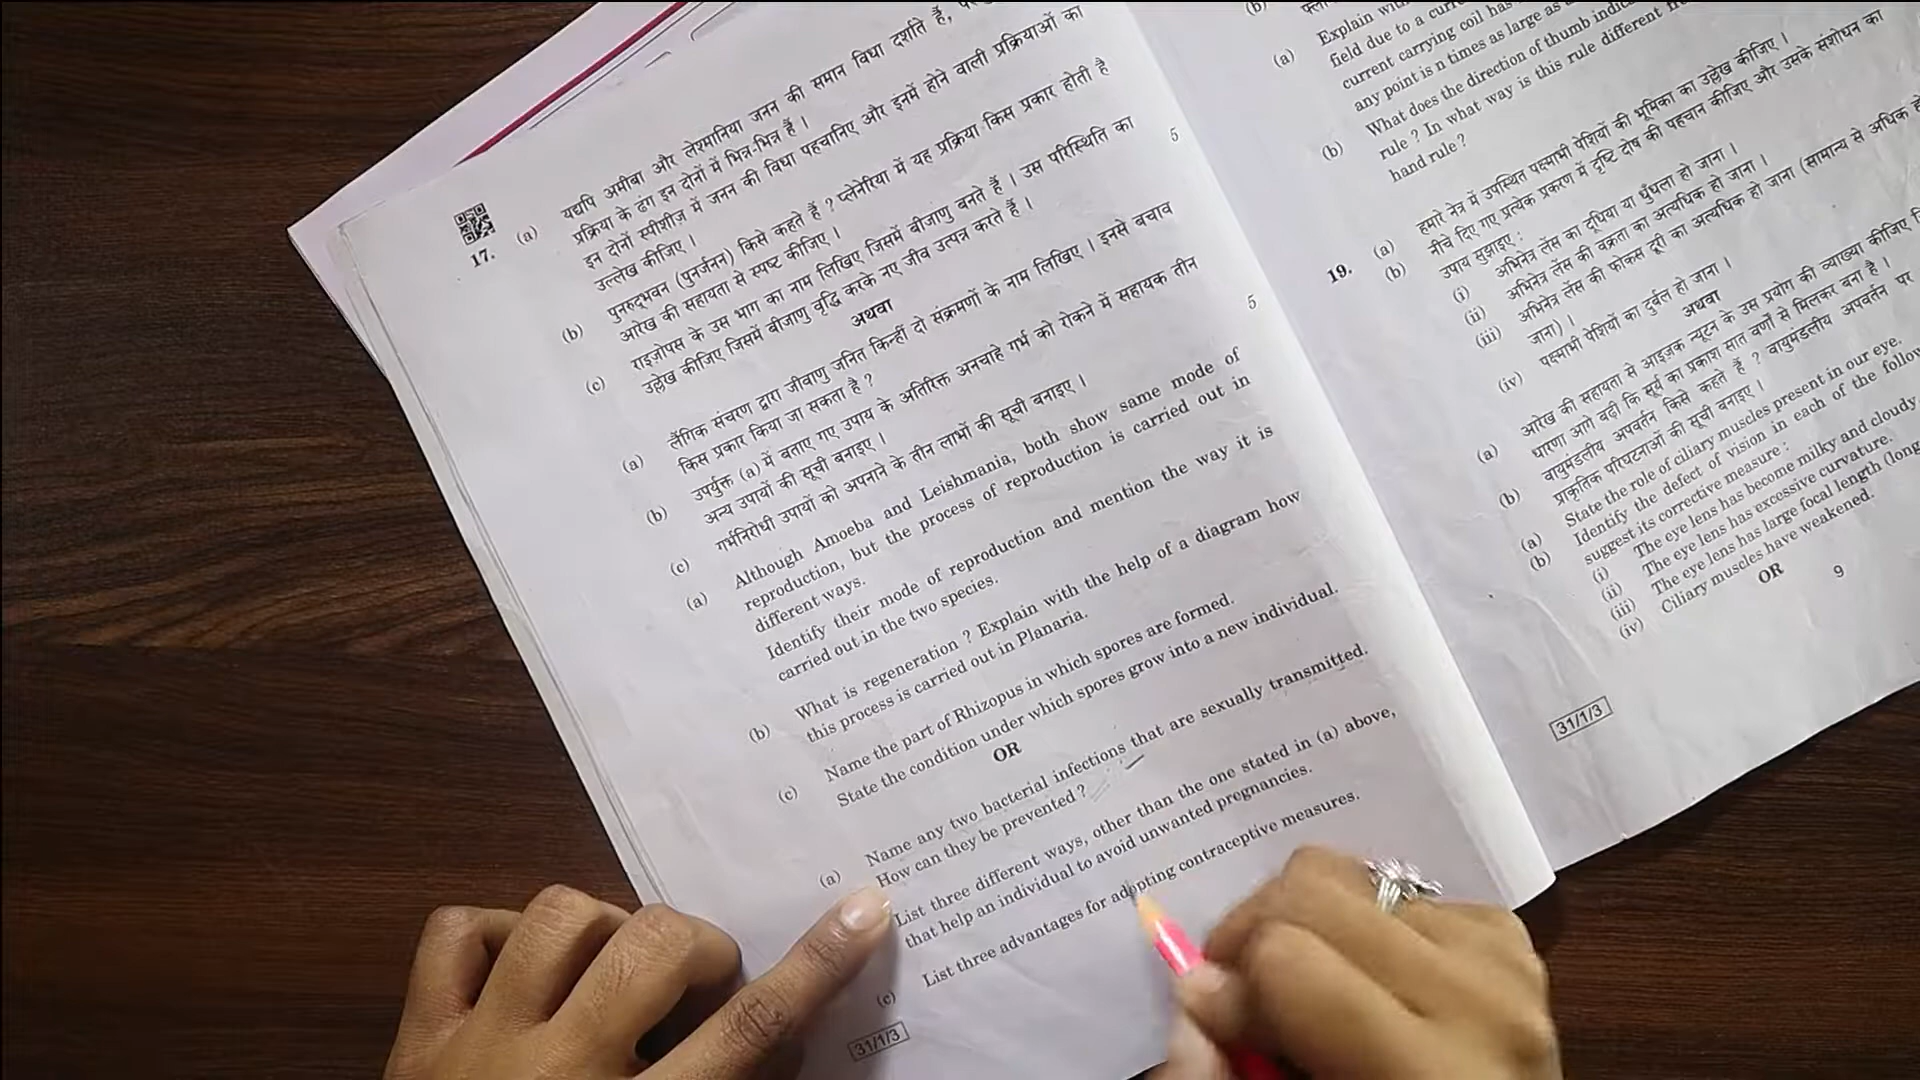 17. (a) यद्यपि अमीबा और लेश्मानिया जनन की समान विधा दर्शाते हैं,
प्रक्रिया के ढंग इन दोनों में भिन्न-भिन्न हैं ।
इन दोनों स्पीशीज़ में जनन की विधा पहचानिए और इनमें होने वाली प्रक्रियाओं का
उल्लेख कीजिए ।
(b) पुनरुद्भवन (पुनर्जनन) किसे कहते हैं ? प्लेनेरिया में यह प्रक्रिया किस प्रकार होती है
आरेख की सहायता से स्पष्ट कीजिए ।
(c) राइजोपस के उस भाग का नाम लिखिए जिसमें बीजाणु बनते हैं । उस परिस्थिति का
उल्लेख कीजिए जिसमें बीजाणु वृद्धि करके नए जीव उत्पन्न करते हैं ।
5
अथवा
(a) लैंगिक संचरण द्वारा जीवाणु जनित किन्हीं दो संक्रमणों के नाम लिखिए । इनसे बचाव
किस प्रकार किया जा सकता है ?
(b) उपर्युक्त (a) में बताए गए उपाय के अतिरिक्त अनचाहे गर्भ को रोकने में सहायक तीन
अन्य उपायों की सूची बनाइए ।
(c) गर्भनिरोधी उपायों को अपनाने के तीन लाभों की सूची बनाइए ।
5
(a) Although Amoeba and Leishmania, both show same mode of
reproduction, but the process of reproduction is carried out in
different ways.
Identify their mode of reproduction and mention the way it is
carried out in the two species.
(b) What is regeneration ? Explain with the help of a diagram how
this process is carried out in Planaria.
(c) Name the part of Rhizopus in which spores are formed.
State the condition under which spores grow into a new individual.
OR
(a) Name any two bacterial infections that are sexually transmitted.
How can they be prevented ?
List three different ways, other than the one stated in (a) above,
that help an individual to avoid unwanted pregnancies.
(c) List three advantages for adopting contraceptive measures.
31/1/3
(b)
(a) Explain
field due to a
current carrying coil has
any point is n times as large as
(b) What does the direction of thumb
rule ? In what way is this rule different
hand rule ?
19. (a) हमारे नेत्र में उपस्थित पक्ष्माभी पेशियों की भूमिका का उल्लेख कीजिए ।
(b) नीचे दिए गए प्रत्येक प्रकरण में दृष्टि दोष की पहचान कीजिए और उसके संशोधन का
उपाय सुझाइए :
(i) अभिनेत्र लेंस का दूधिया या धुँधला हो जाना ।
(ii) अभिनेत्र लेंस की वक्रता का अत्यधिक हो जाना ।
(iii) अभिनेत्र लेंस की फोकस दूरी का अत्यधिक हो जाना (सामान्य से अधिक
जाना) ।
(iv) पक्ष्माभी पेशियों का दुर्बल हो जाना ।
अथवा
(a) आरेख की सहायता से आइज़क न्यूटन के उस प्रयोग की व्याख्या कीजिए
धारणा आगे बढ़ी कि सूर्य का प्रकाश सात वर्णों से मिलकर बना है ।
(b) वायुमंडलीय अपवर्तन किसे कहते हैं ? वायुमंडलीय अपवर्तन पर
प्राकृतिक परिघटनाओं की सूची बनाइए ।
(a) State the role of ciliary muscles present in our eye.
(b) Identify the defect of vision in each of the
suggest its corrective measure :
(i) The eye lens has become milky and cloudy.
(ii) The eye lens has excessive curvature.
(iii) The eye lens has large focal length
(iv) Ciliary muscles have weakened.
OR
9
31/1/3